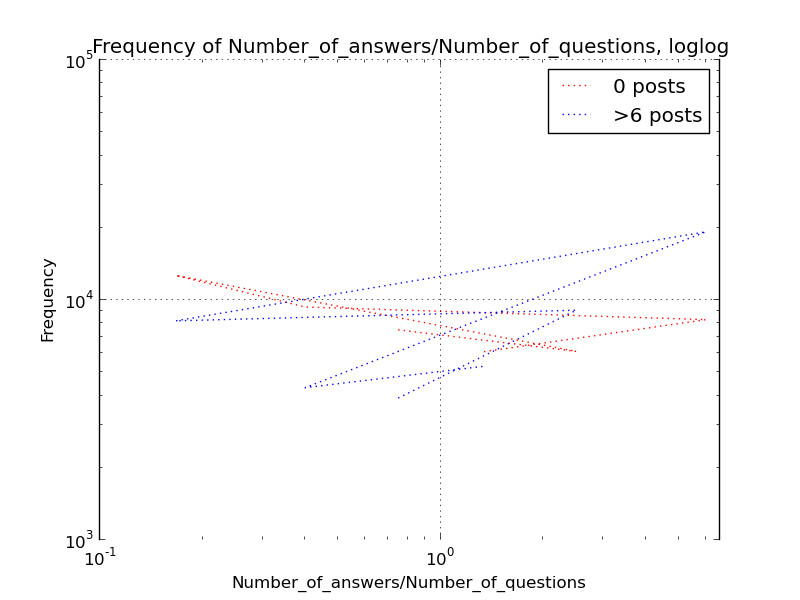 Frequency of Number_of_answers/Number_of_questions, loglog
10^5
0 posts
>6 posts
10^4
Frequency
10^3
10^-1
10^0
Number_of_answers/Number_of_questions